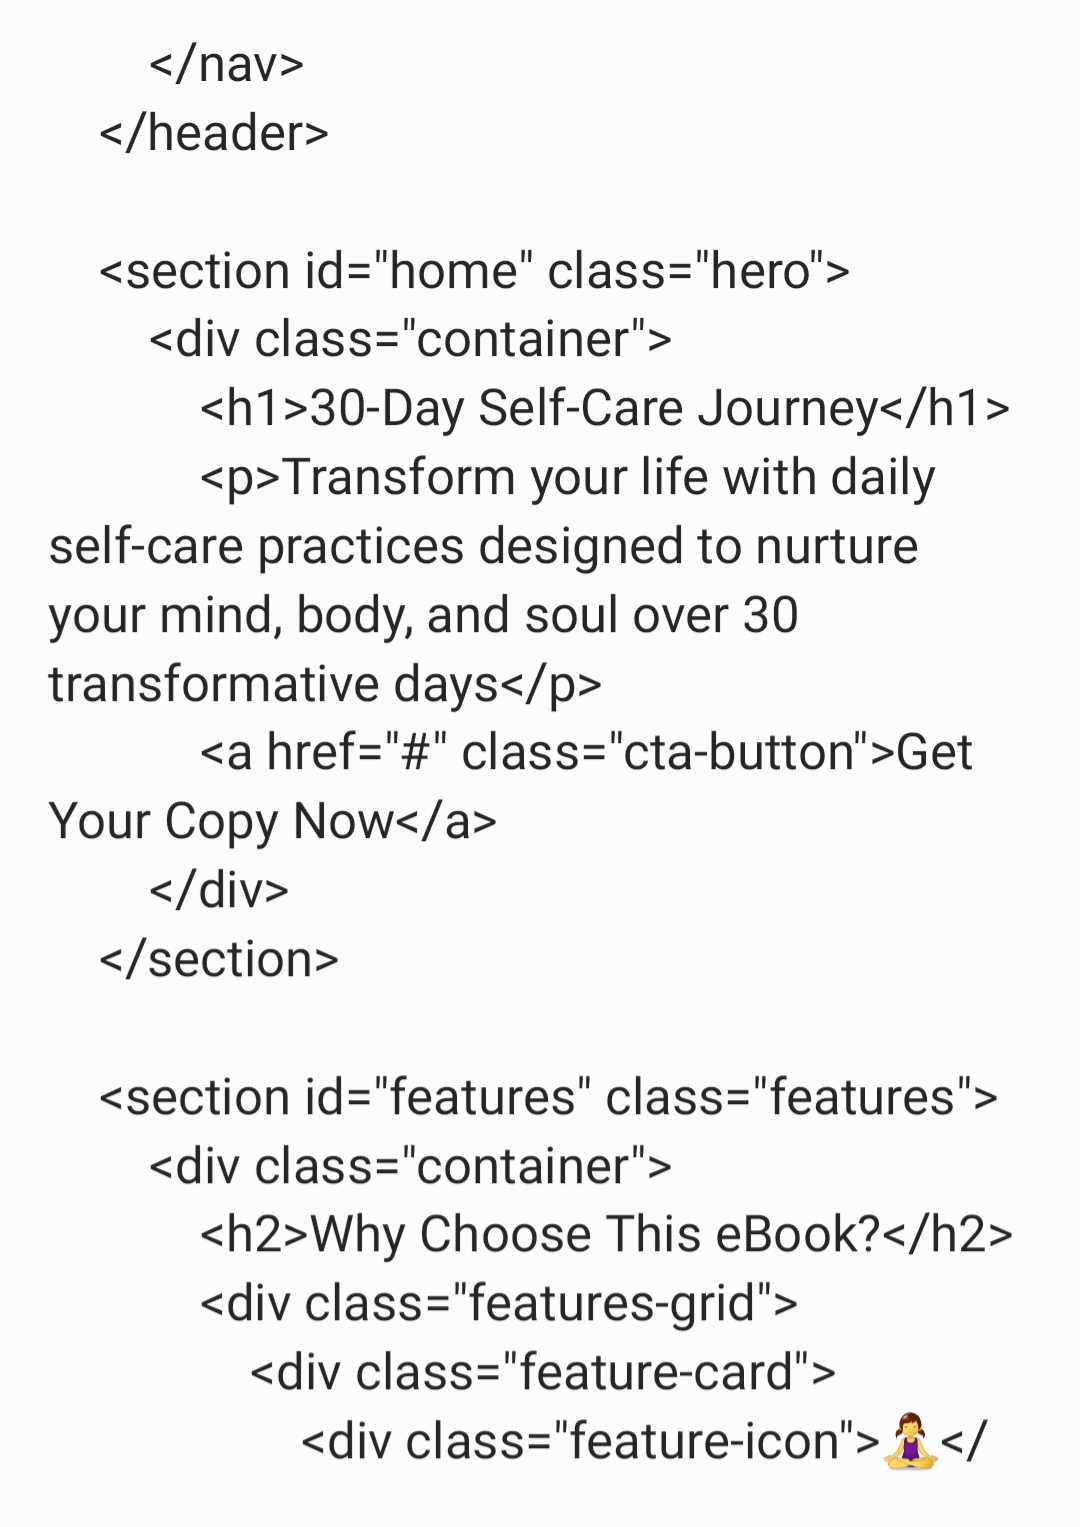 </nav>
</header>
<section id="home" class="hero">
<div class="container">
<h1>30-Day Self-Care Journey</h1>
<p>Transform your life with daily
self-care practices designed to nurture
your mind, body, and soul over 30
transformative days</p>
<a href="#" class="cta-button">Get
Your Copy Now</a>
</div>
</section>
<section id="features" class="features">
<div class="container">
<h2>Why Choose This eBook?</h2>
<div class="features-grid">
<div class="feature-card">
<div class="feature-icon">🧘‍♀️</